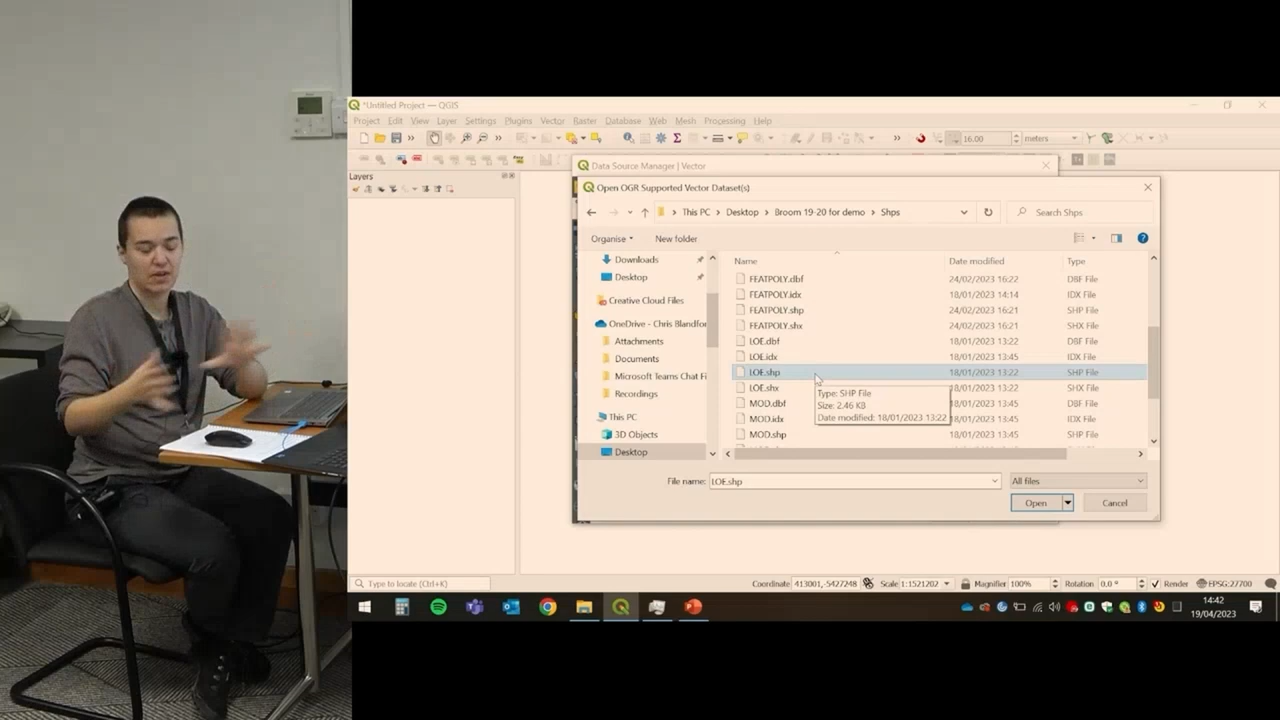 *Untitled Project — QGIS
Project Edit View Layer Settings Plugins Vector Raster Database Web Mesh Processing Help
16.00 meters
Layers
Data Source Manager | Vector
Open OGR Supported Vector Dataset(s)
This PC > Desktop > Broom 19-20 for demo > Shps
Search Shps
Organise New folder
Downloads
Desktop
Creative Cloud Files
OneDrive - Chris Blandfor
Attachments
Documents
Microsoft Teams Chat Fi
Recordings
This PC
3D Objects
Desktop
Name Date modified Type
FEATPOLY.dbf 24/02/2023 16:22 DBF File
FEATPOLY.idx 18/01/2023 14:14 IDX File
FEATPOLY.shp 24/02/2023 16:21 SHP File
FEATPOLY.shx 24/02/2023 16:21 SHX File
LOE.dbf 18/01/2023 13:22 DBF File
LOE.idx 18/01/2023 13:45 IDX File
LOE.shp 18/01/2023 13:22 SHP File
LOE.shx 18/01/2023 13:22 SHX File
MOD.dbf 18/01/2023 13:45 DBF File
MOD.idx 18/01/2023 13:45 IDX File
MOD.shp 18/01/2023 13:45 SHP File
Type: SHP File
Size: 2.46 KB
Date modified: 18/01/2023 13:22
File name: LOE.shp All files
Open Cancel
Type to locate (Ctrl+K) Coordinate 413001,-5427248 Scale 1:1521202 Magnifier 100% Rotation 0.0 ° Render EPSG:27700
14:42
19/04/2023